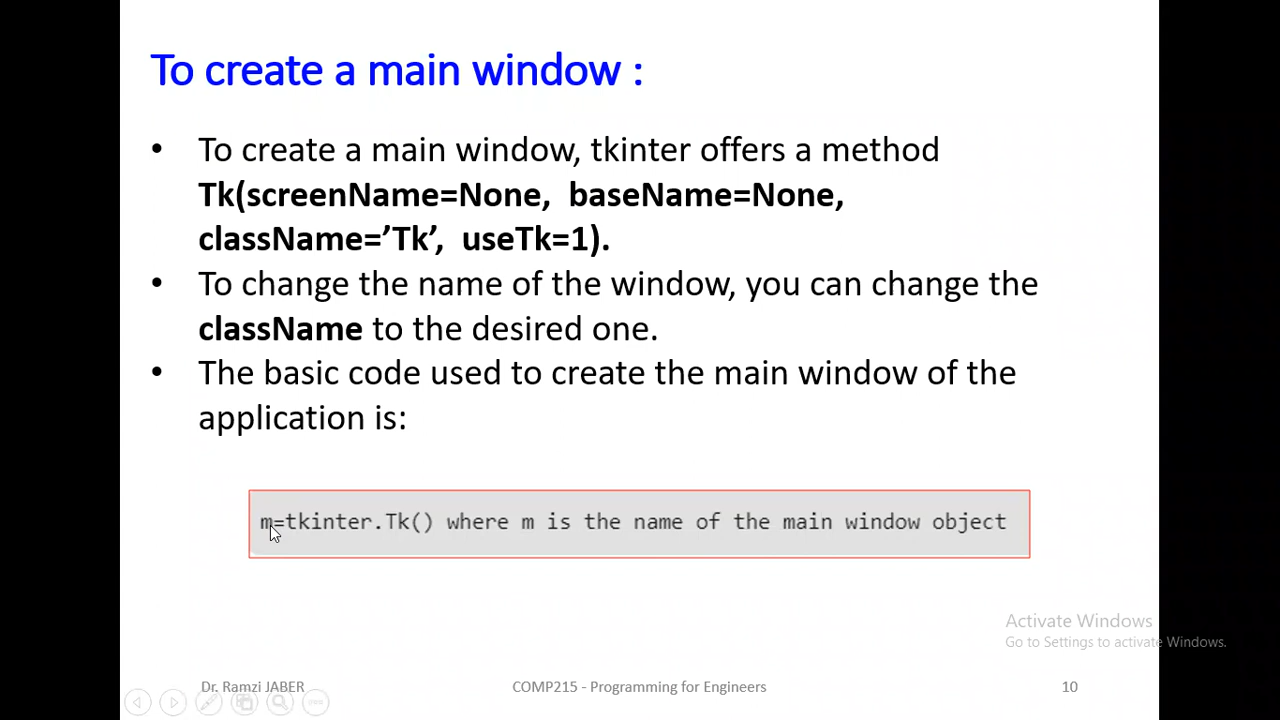 To create a main window :
• To create a main window, tkinter offers a method
Tk(screenName=None, baseName=None,
className=’Tk’, useTk=1).
• To change the name of the window, you can change the
className to the desired one.
• The basic code used to create the main window of the
application is:
m=tkinter.Tk() where m is the name of the main window object
Activate Windows
Go to Settings to activate Windows.
Dr. Ramzi JABER
COMP215 - Programming for Engineers
10